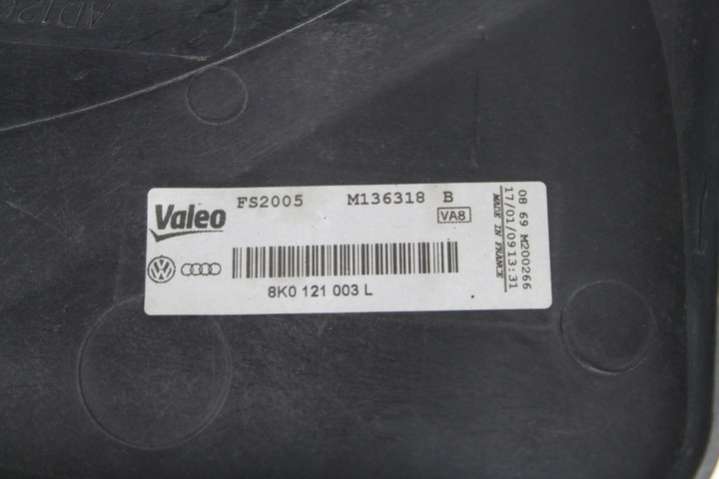 Valeo
FS2005 M136318 B
VA8
8K0 121 003 L
MADE IN FRANCE
17/01/09 13:31
08 69 M200266